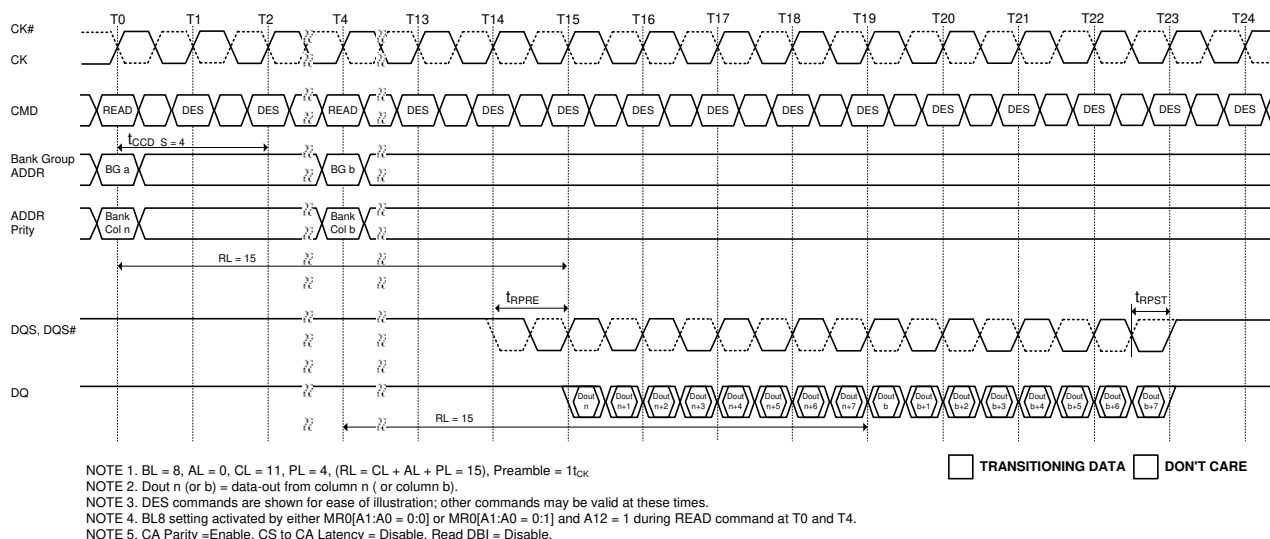 T0 T1 T2 T4 T13 T14 T15 T16 T17 T18 T19 T20 T21 T22 T23 T24
CK#
CK
CMD READ DES DES READ DES DES DES DES DES DES DES DES DES DES DES DES
tCCD_S = 4
Bank Group
ADDR
BG a BG b
ADDR
Prity
Bank
Col n
Bank
Col b
RL = 15
tRPRE tRPST
DQS, DQS#
DQ
Dout n Dout n+1 Dout n+2 Dout n+3 Dout n+4 Dout n+5 Dout n+6 Dout n+7 Dout b Dout b+1 Dout b+2 Dout b+3 Dout b+4 Dout b+5 Dout b+6 Dout b+7
RL = 15
NOTE 1. BL = 8, AL = 0, CL = 11, PL = 4, (RL = CL + AL + PL = 15), Preamble = 1tCK
NOTE 2. Dout n (or b) = data-out from column n ( or column b).
NOTE 3. DES commands are shown for ease of illustration; other commands may be valid at these times.
NOTE 4. BL8 setting activated by either MR0[A1:A0 = 0:0] or MR0[A1:A0 = 0:1] and A12 = 1 during READ command at T0 and T4.
NOTE 5. CA Parity =Enable, CS to CA Latency = Disable, Read DBI = Disable.
TRANSITIONING DATA DON'T CARE